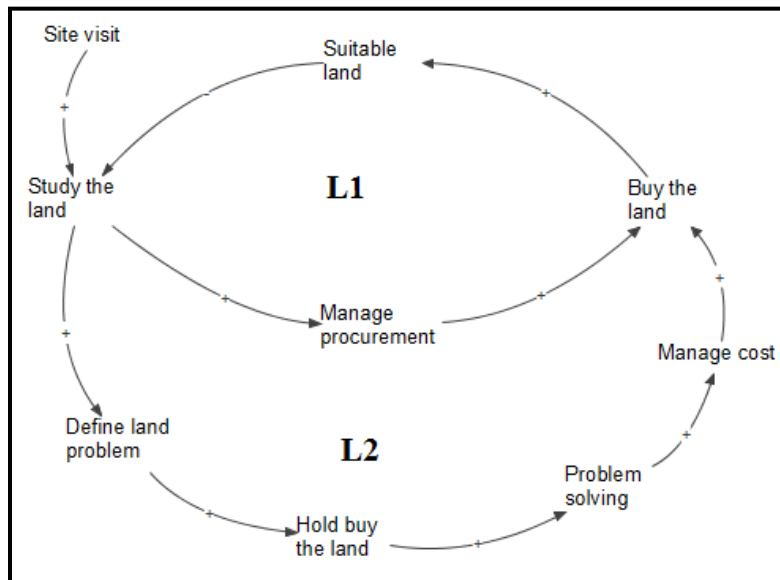 Site visit
Suitable
land
+
-
+
Study the
land
L1
Buy the
land
+
+
+
Manage
procurement
+
Manage cost
Define land
problem
L2
+
Problem
solving
+
Hold buy
the land
+